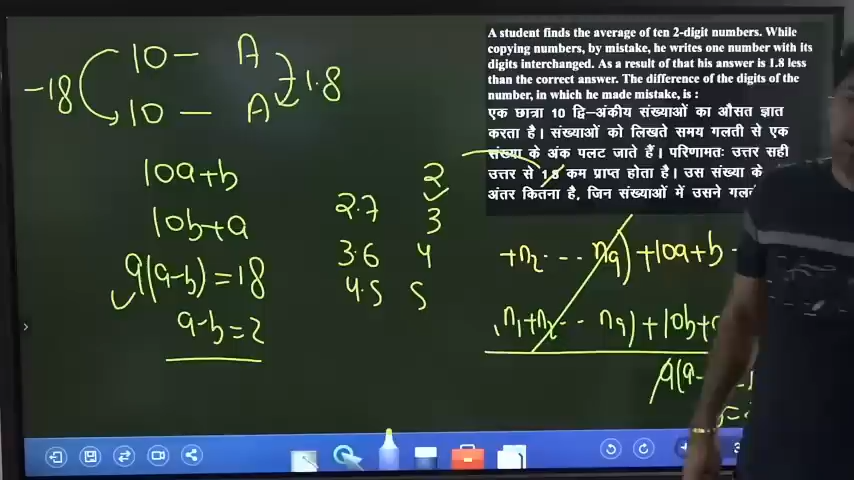 A student finds the average of ten 2-digit numbers. While
copying numbers, by mistake, he writes one number with its
digits interchanged. As a result of that his answer is 1.8 less
than the correct answer. The difference of the digits of the
number, in which he made mistake, is :
एक छात्रा 10 द्वि–अंकीय संख्याओं का औसत ज्ञात
करता है। संख्याओं को लिखते समय गलती से एक
संख्या के अंक पलट जाते हैं। परिणामतः उत्तर सही
उत्तर से 1.8 कम प्राप्त होता है। उस संख्या के
अंतर कितना है, जिन संख्याओं में उसने
10 — A
-18
1.8
10 — A
10a+b
10b+a
9(a-b) = 18
a-b = 2
2
2.7 3
3.6 4
4.5 5
+n2 ... n9) + 10a+b -
n1+n2 ... n9) + 10b+
9(a-